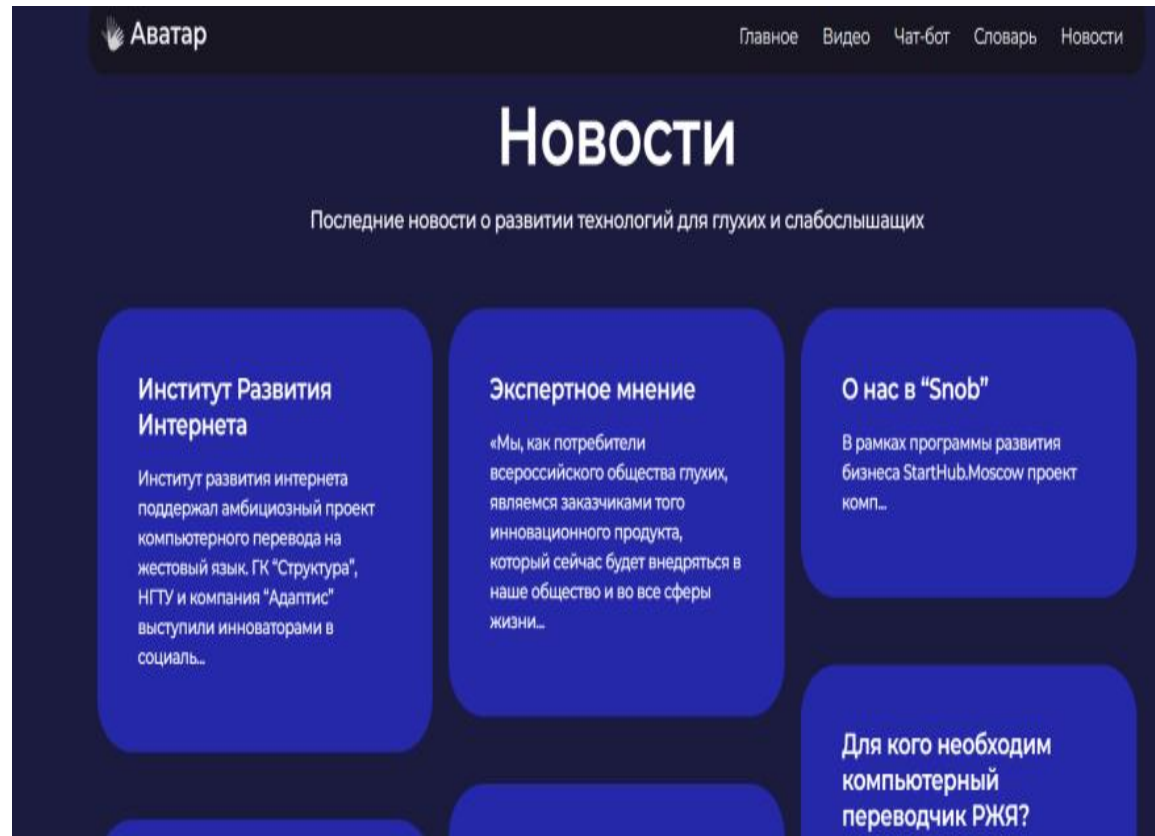 Аватар
Главное Видео Чат-бот Словарь Новости
Новости
Последние новости о развитии технологий для глухих и слабослышащих
Институт Развития
Интернета
Институт развития интернета
поддержал амбициозный проект
компьютерного перевода на
жестовый язык. ГК “Структура”,
НГТУ и компания “Адаптис”
выступили инноваторами в
социаль...
Экспертное мнение
«Мы, как потребители
всероссийского общества глухих,
являемся заказчиками того
инновационного продукта,
который сейчас будет внедряться в
наше общество и во все сферы
жизни...
О нас в “Snob”
В рамках программы развития
бизнеса StartHub.Moscow проект
комп...
Для кого необходим
компьютерный
переводчик РЖЯ?